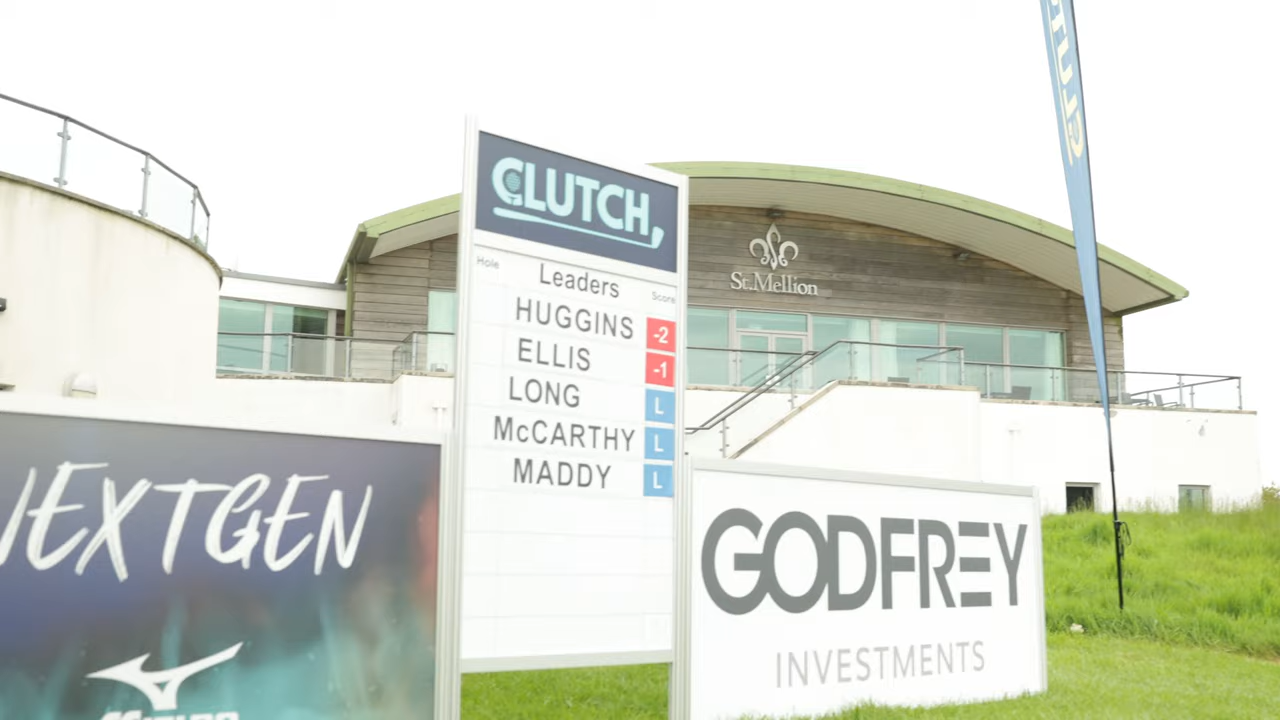 CLUTCH
Hole
Leaders
Score
HUGGINS -2
ELLIS -1
LONG L
McCARTHY L
MADDY L
St.Mellion
NEXTGEN
GODFREY
INVESTMENTS